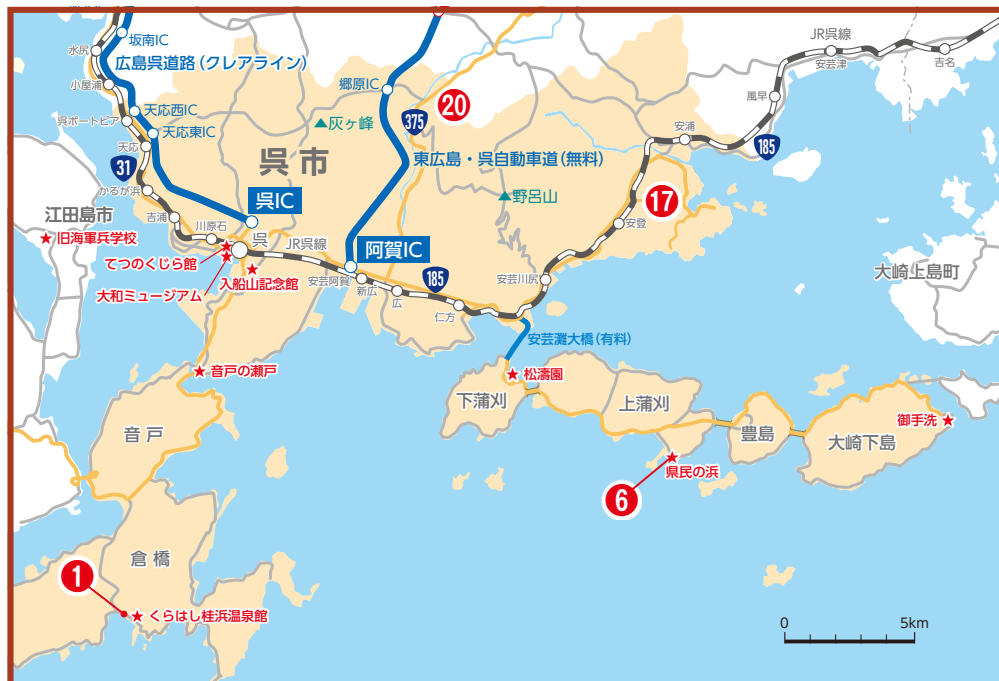 坂南IC
水尻
広島呉道路（クレアライン）
小屋浦
天応西IC
呉ポートピア
天応東IC
天応
31
かるが浜
呉市
灰ヶ峰
郷原IC
375
20
東広島・呉自動車道（無料）
野呂山
JR呉線
安芸津
吉名
風早
安浦
185
17
安登
江田島市
旧海軍兵学校
吉浦
川原石
呉IC
呉
JR呉線
阿賀IC
てつのくじら館
大和ミュージアム
入船山記念館
安芸阿賀
新広
広
185
仁方
安芸川尻
大崎上島町
安芸灘大橋（有料）
音戸の瀬戸
松濤園
下蒲刈
上蒲刈
豊島
大崎下島
御手洗
県民の浜
6
音戸
倉橋
1
くらはし桂浜温泉館
0
5km